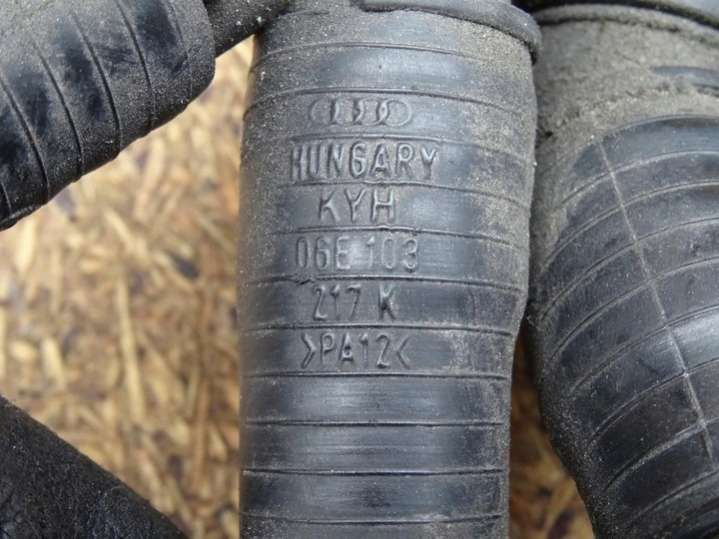 HUNGARY
KYH
06E 103
217 K
>PA12<